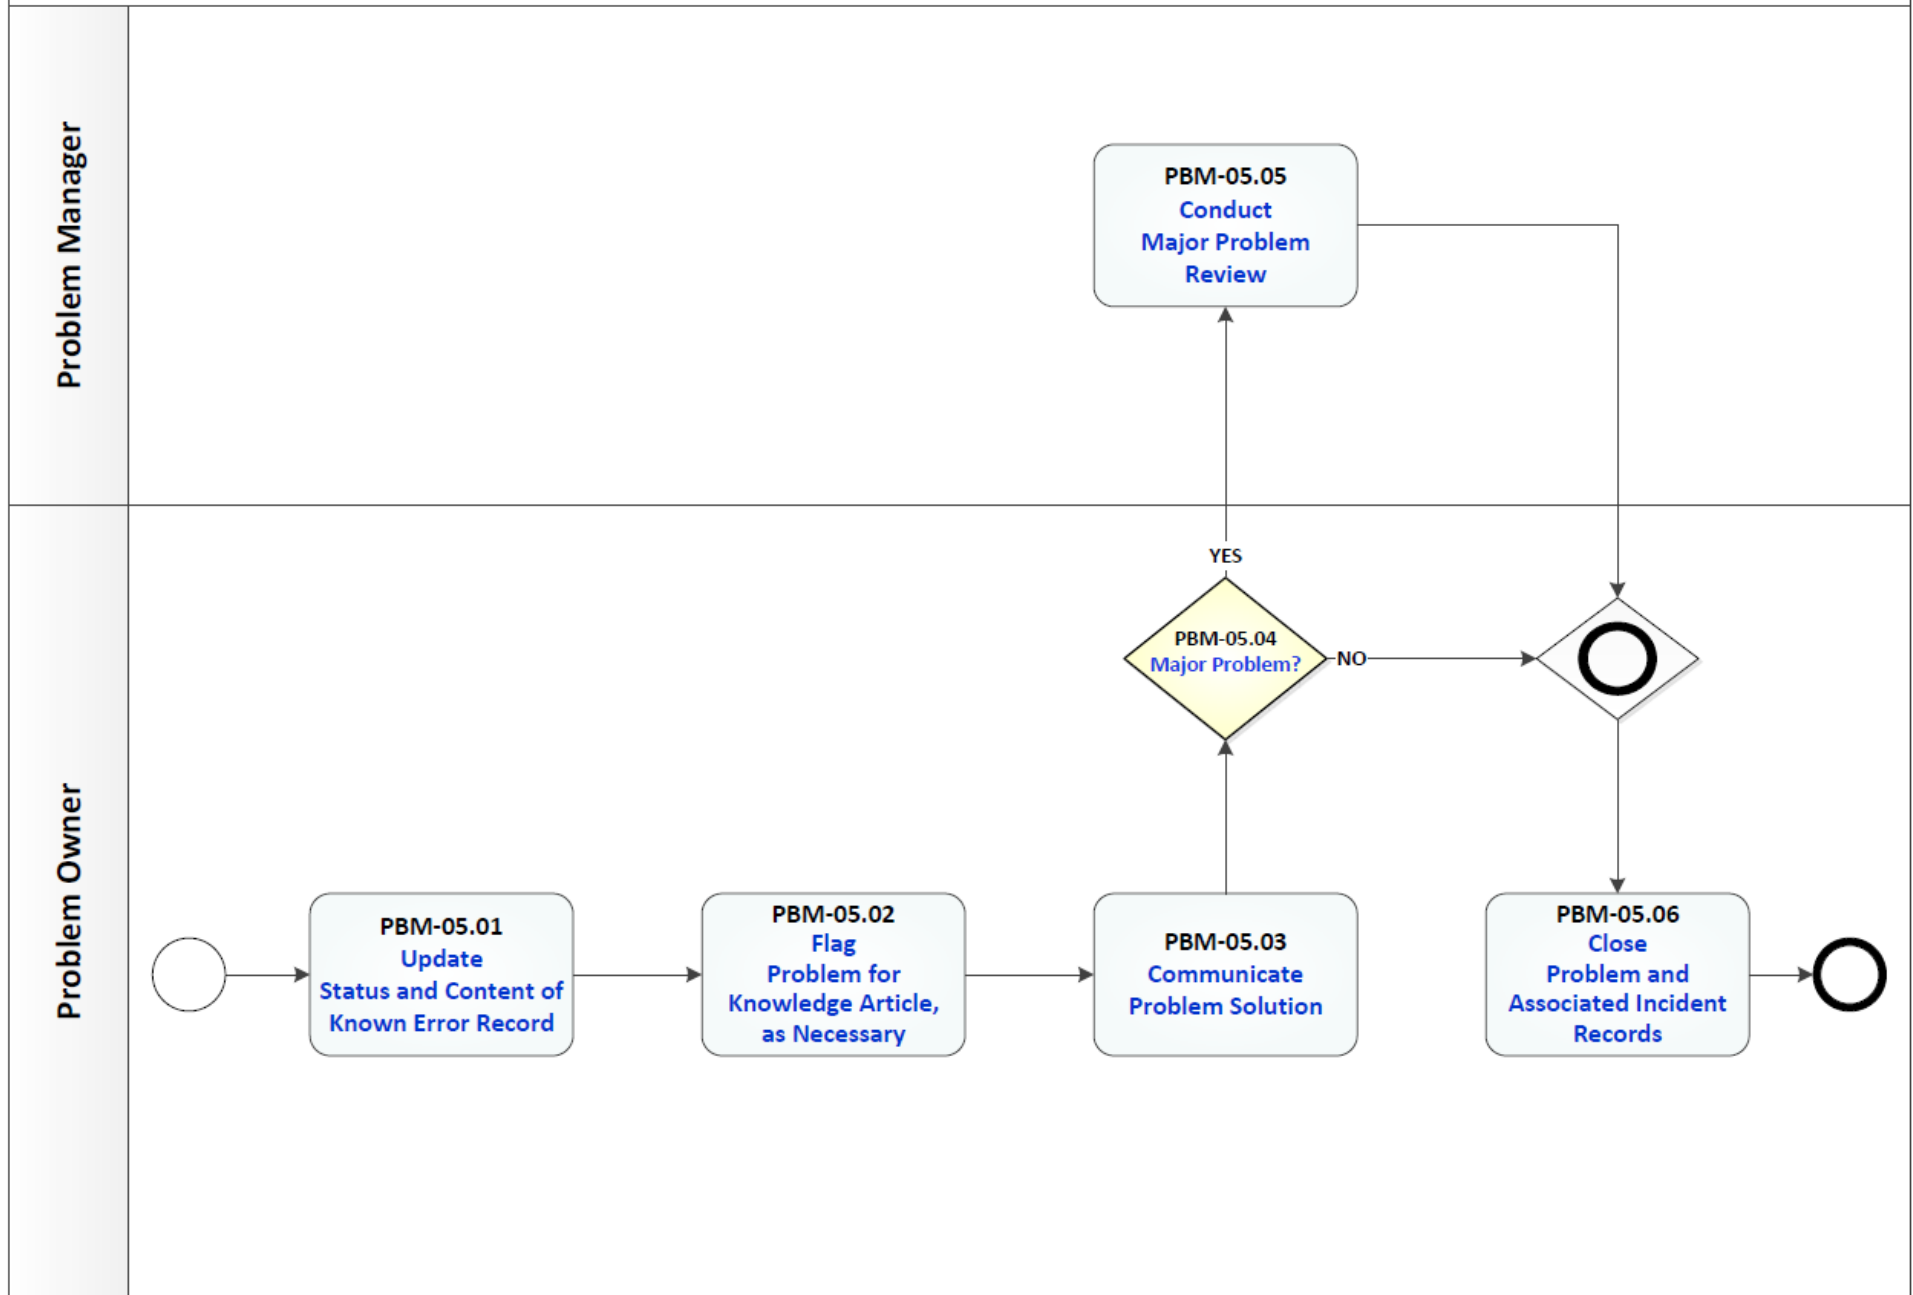 Problem Manager
PBM-05.05
Conduct
Major Problem
Review
Problem Owner
YES
PBM-05.04
Major Problem?
NO
PBM-05.01
Update
Status and Content of
Known Error Record
PBM-05.02
Flag
Problem for
Knowledge Article,
as Necessary
PBM-05.03
Communicate
Problem Solution
PBM-05.06
Close
Problem and
Associated Incident
Records